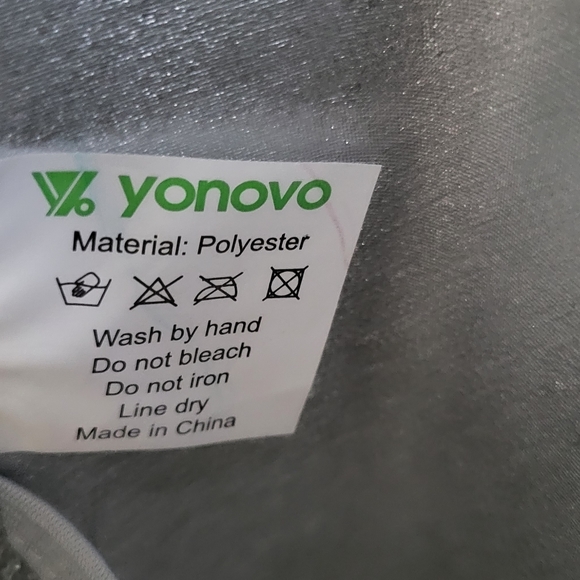 yonovo
Material: Polyester
Wash by hand
Do not bleach
Do not iron
Line dry
Made in China